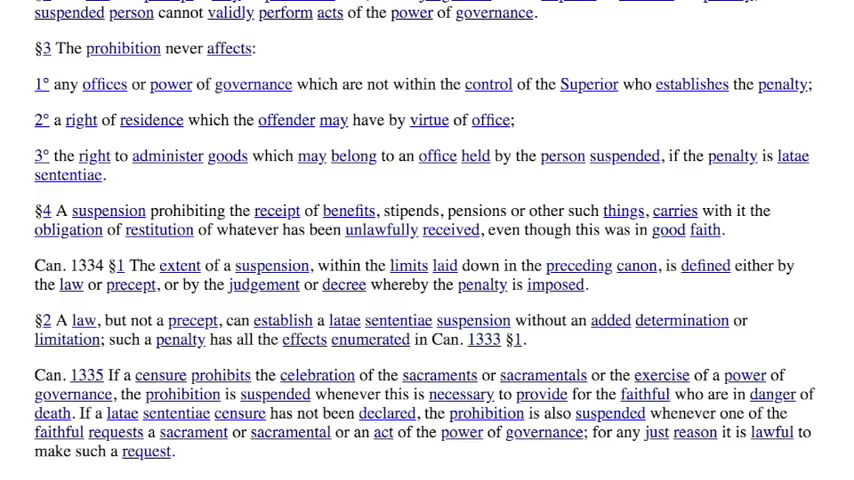 suspended person cannot validly perform acts of the power of governance.
§3 The prohibition never affects:
1° any offices or power of governance which are not within the control of the Superior who establishes the penalty;
2° a right of residence which the offender may have by virtue of office;
3° the right to administer goods which may belong to an office held by the person suspended, if the penalty is latae
sententiae.
§4 A suspension prohibiting the receipt of benefits, stipends, pensions or other such things, carries with it the
obligation of restitution of whatever has been unlawfully received, even though this was in good faith.
Can. 1334 §1 The extent of a suspension, within the limits laid down in the preceding canon, is defined either by
the law or precept, or by the judgement or decree whereby the penalty is imposed.
§2 A law, but not a precept, can establish a latae sententiae suspension without an added determination or
limitation; such a penalty has all the effects enumerated in Can. 1333 §1.
Can. 1335 If a censure prohibits the celebration of the sacraments or sacramentals or the exercise of a power of
governance, the prohibition is suspended whenever this is necessary to provide for the faithful who are in danger of
death. If a latae sententiae censure has not been declared, the prohibition is also suspended whenever one of the
faithful requests a sacrament or sacramental or an act of the power of governance; for any just reason it is lawful to
make such a request.